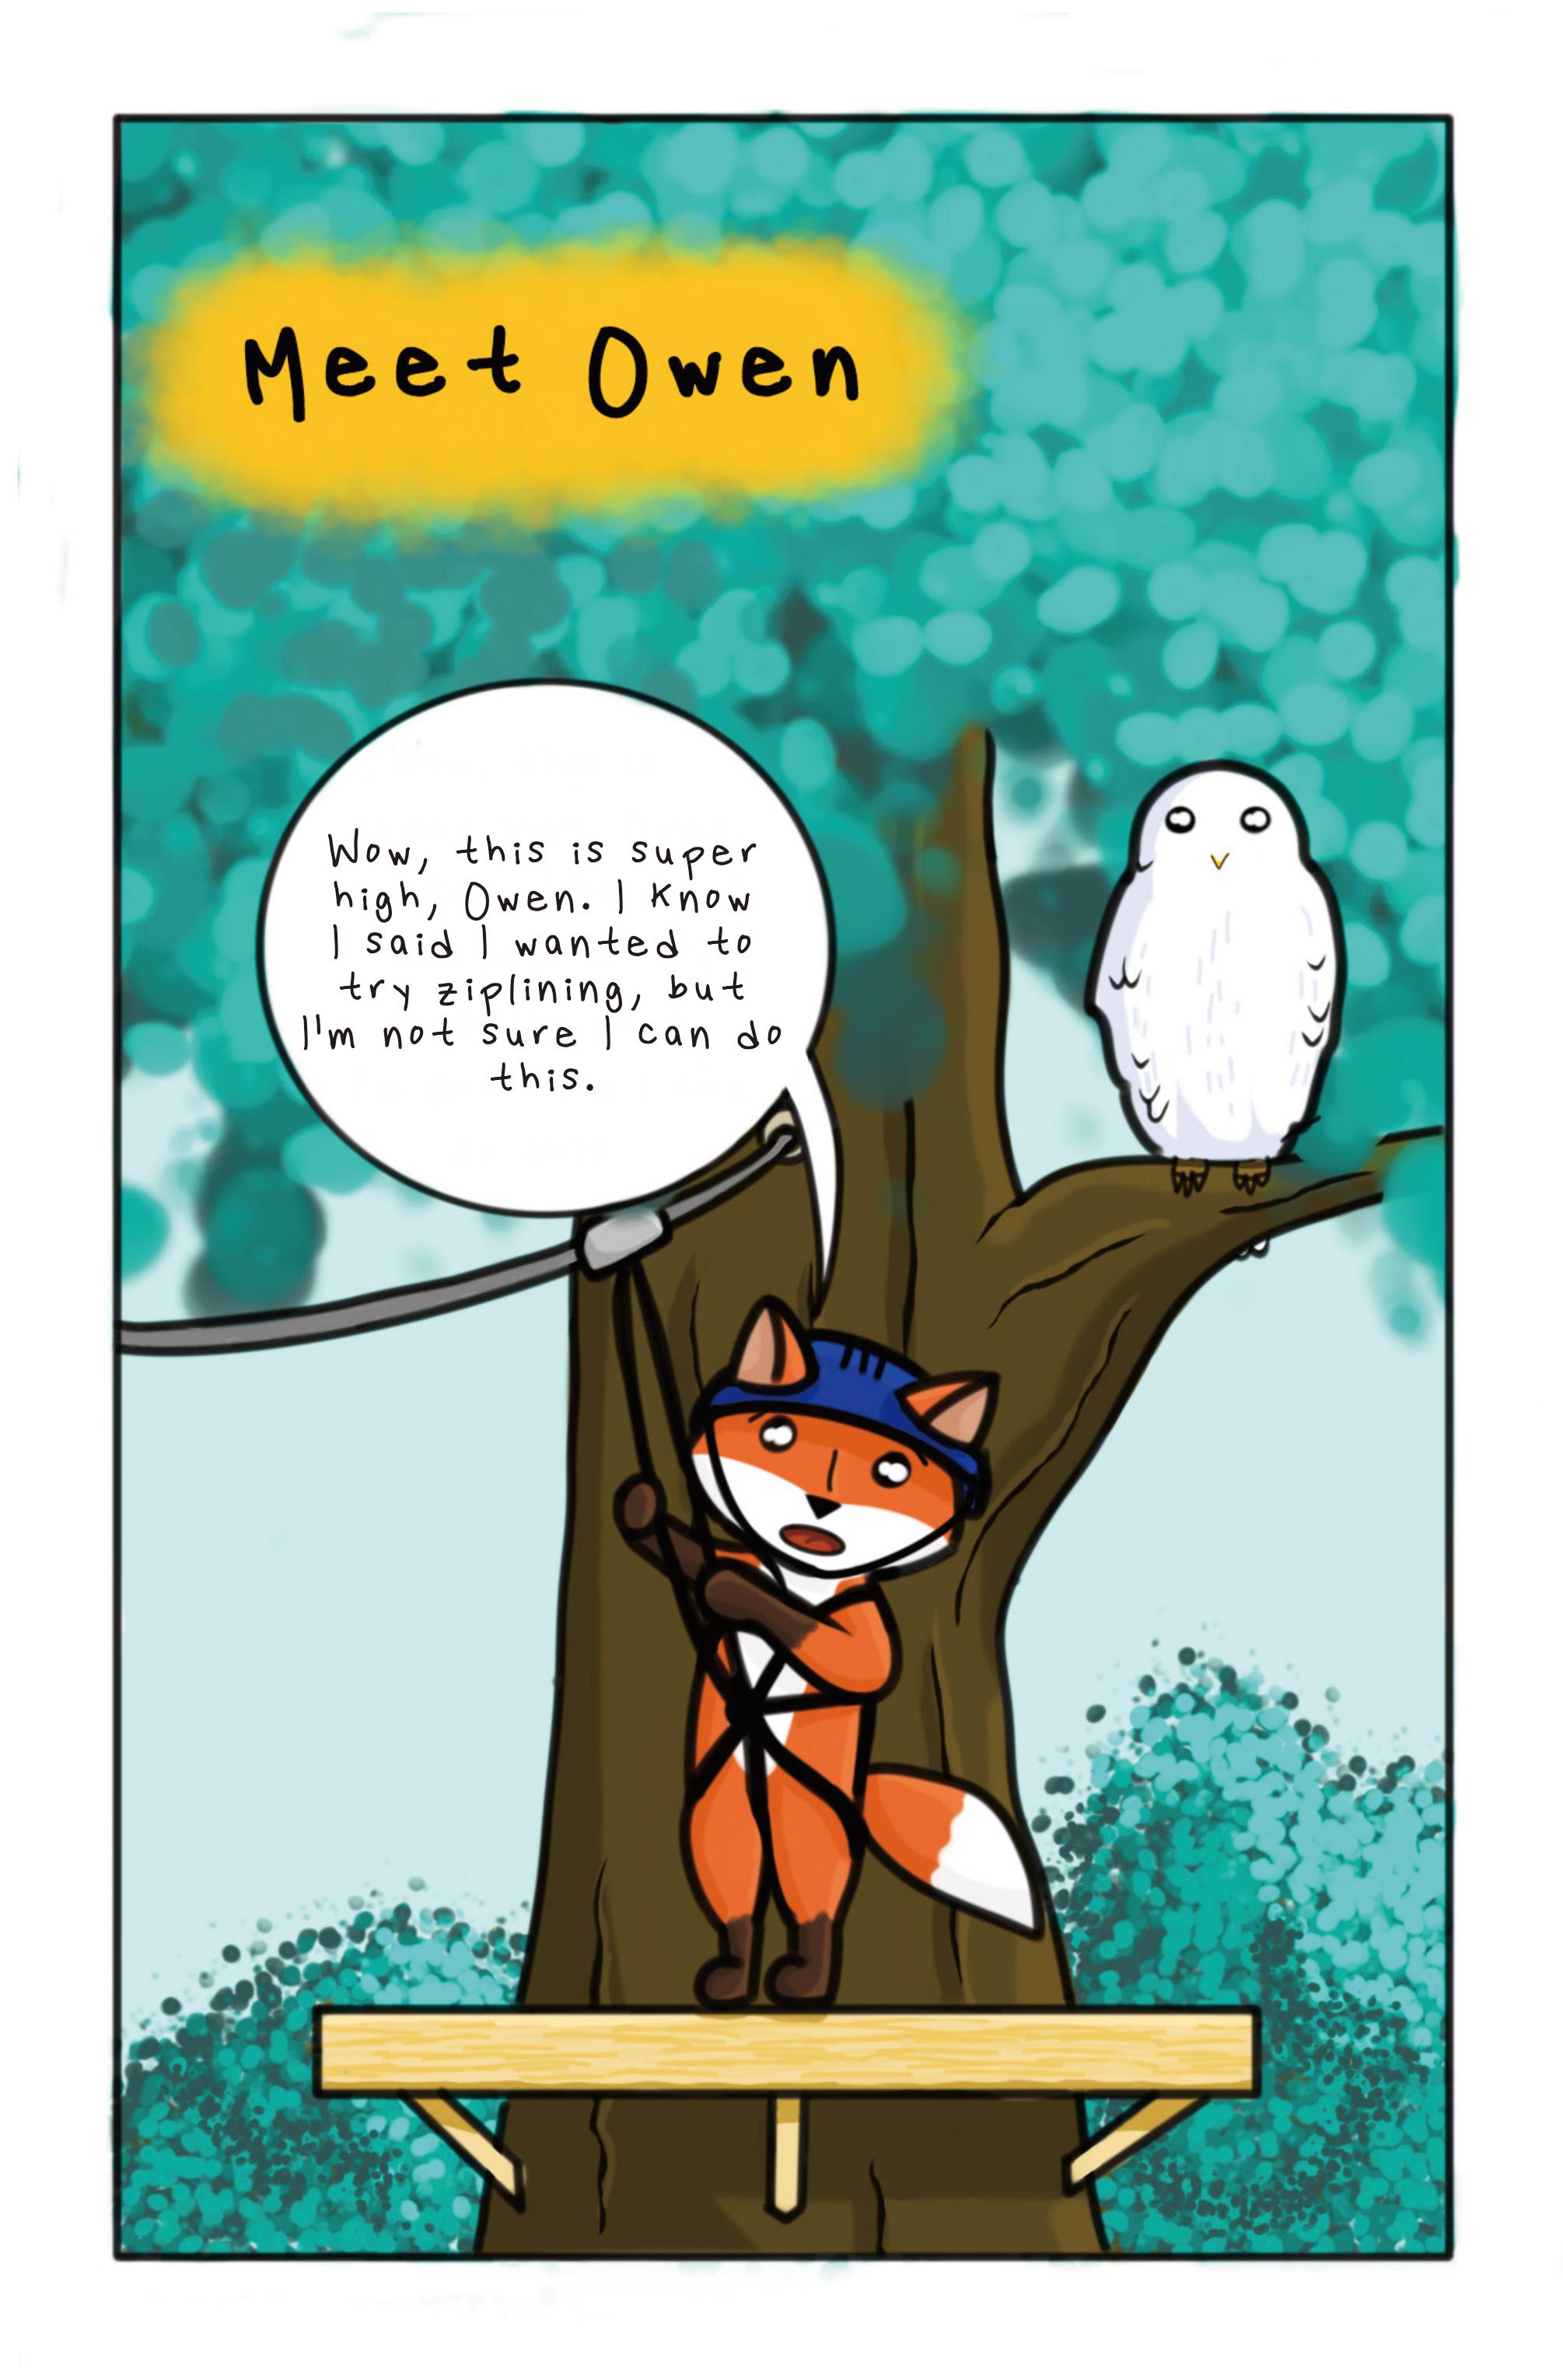 Meet Owen
Wow, this is super
high, Owen. I know
I said I wanted to
try ziplining, but
I'm not sure I can do
this.